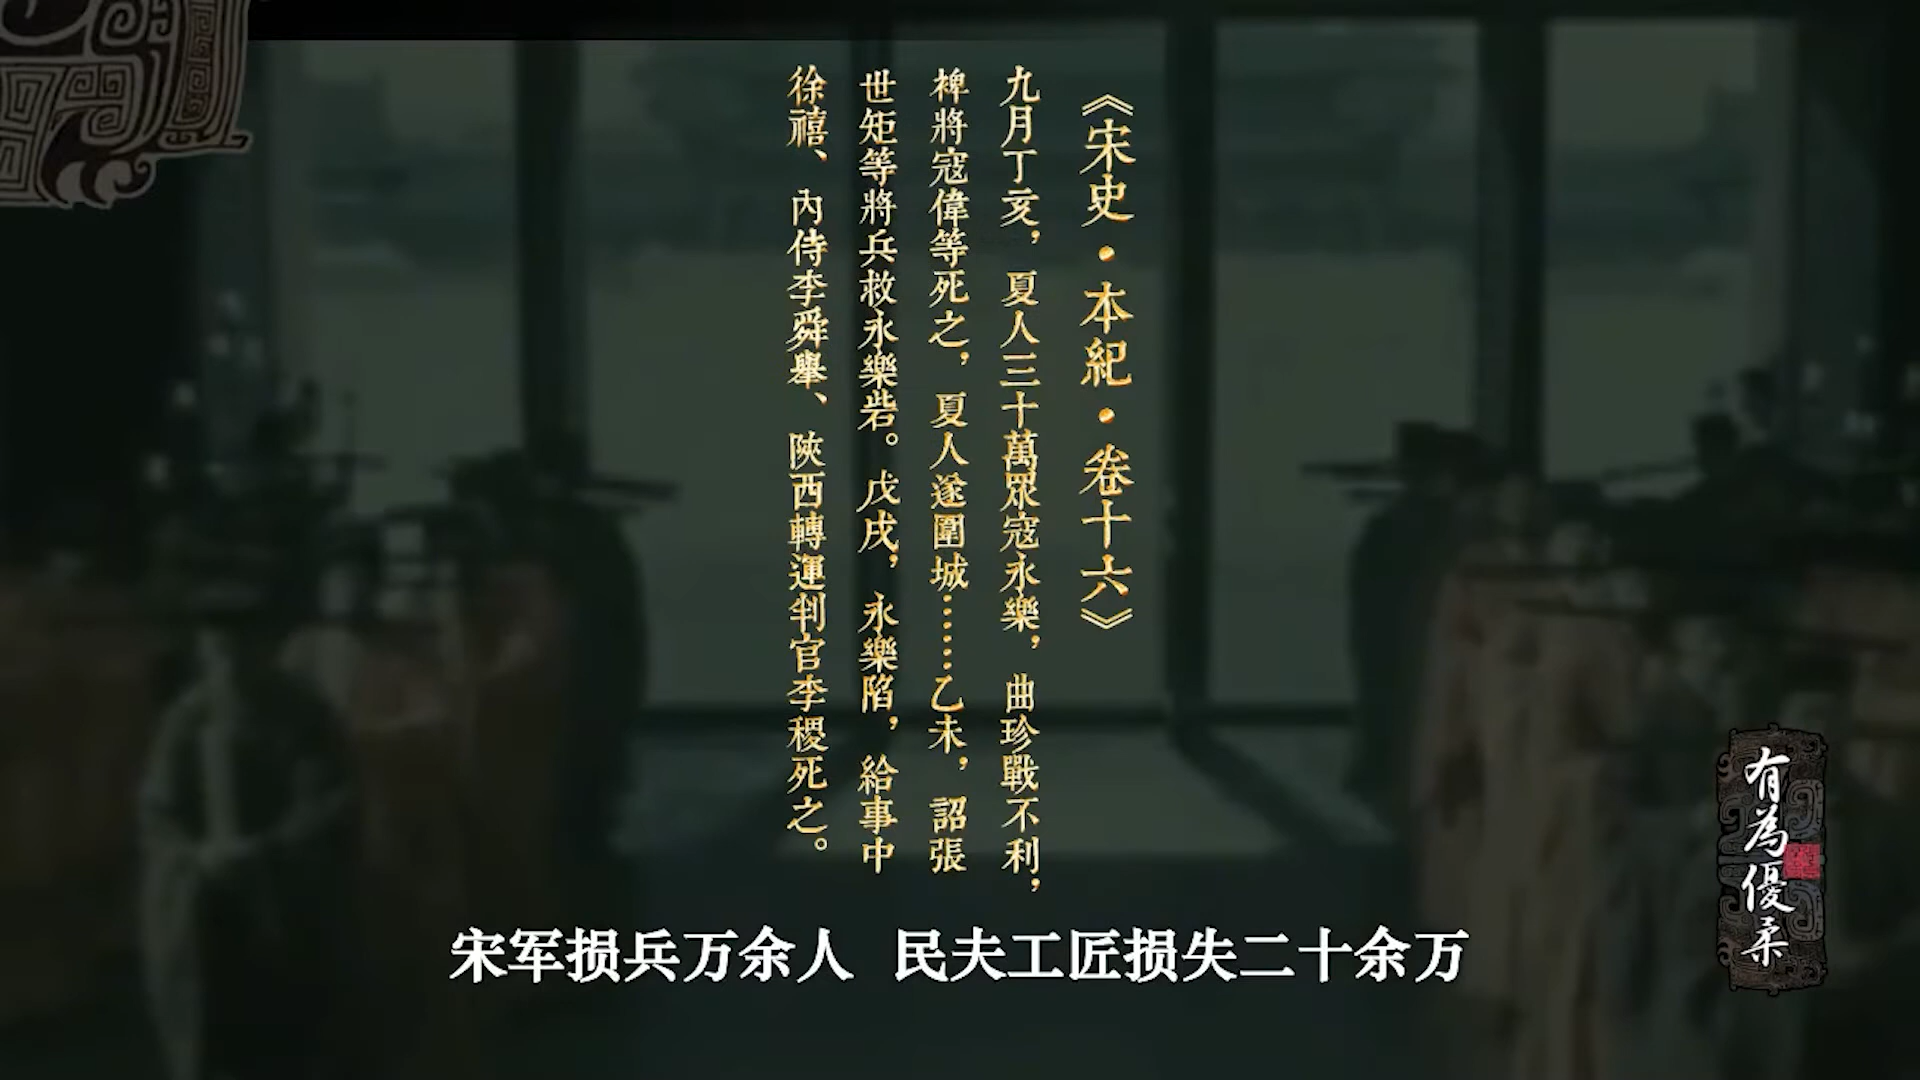 《宋史·本紀·卷十六》
九月丁亥，夏人三十萬眾寇永樂，曲珍戰不利，
裨將寇偉等死之，夏人遂圍城……乙未，詔張
世矩等將兵救永樂砦。戊戌，永樂陷，給事中
徐禧、內侍李舜舉、陝西轉運判官李稷死之。
宋军损兵万余人 民夫工匠损失二十余万
有為優柔